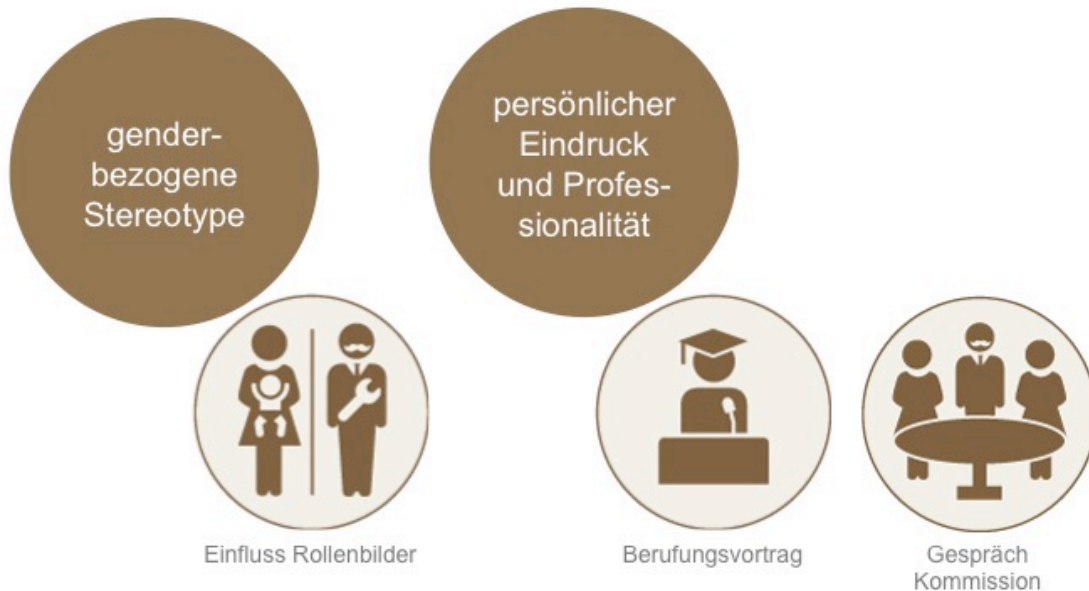 gender-
bezogene
Stereotype
persönlicher
Eindruck
und Profes-
sionalität
Einfluss Rollenbilder
Berufungsvortrag
Gespräch
Kommission